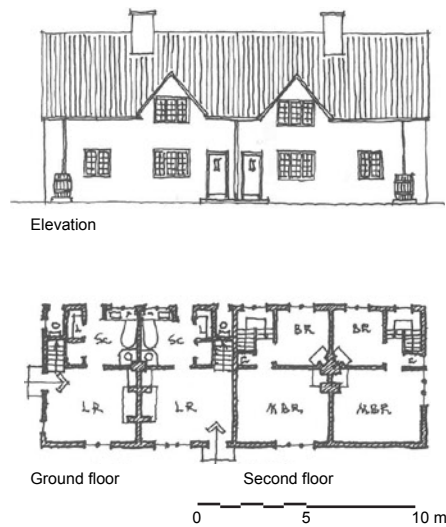 Elevation
BR
BR
L
SC
SC
L
C
C
LR
LR
MBR
MBR
Ground floor
Second floor
0
5
10 m